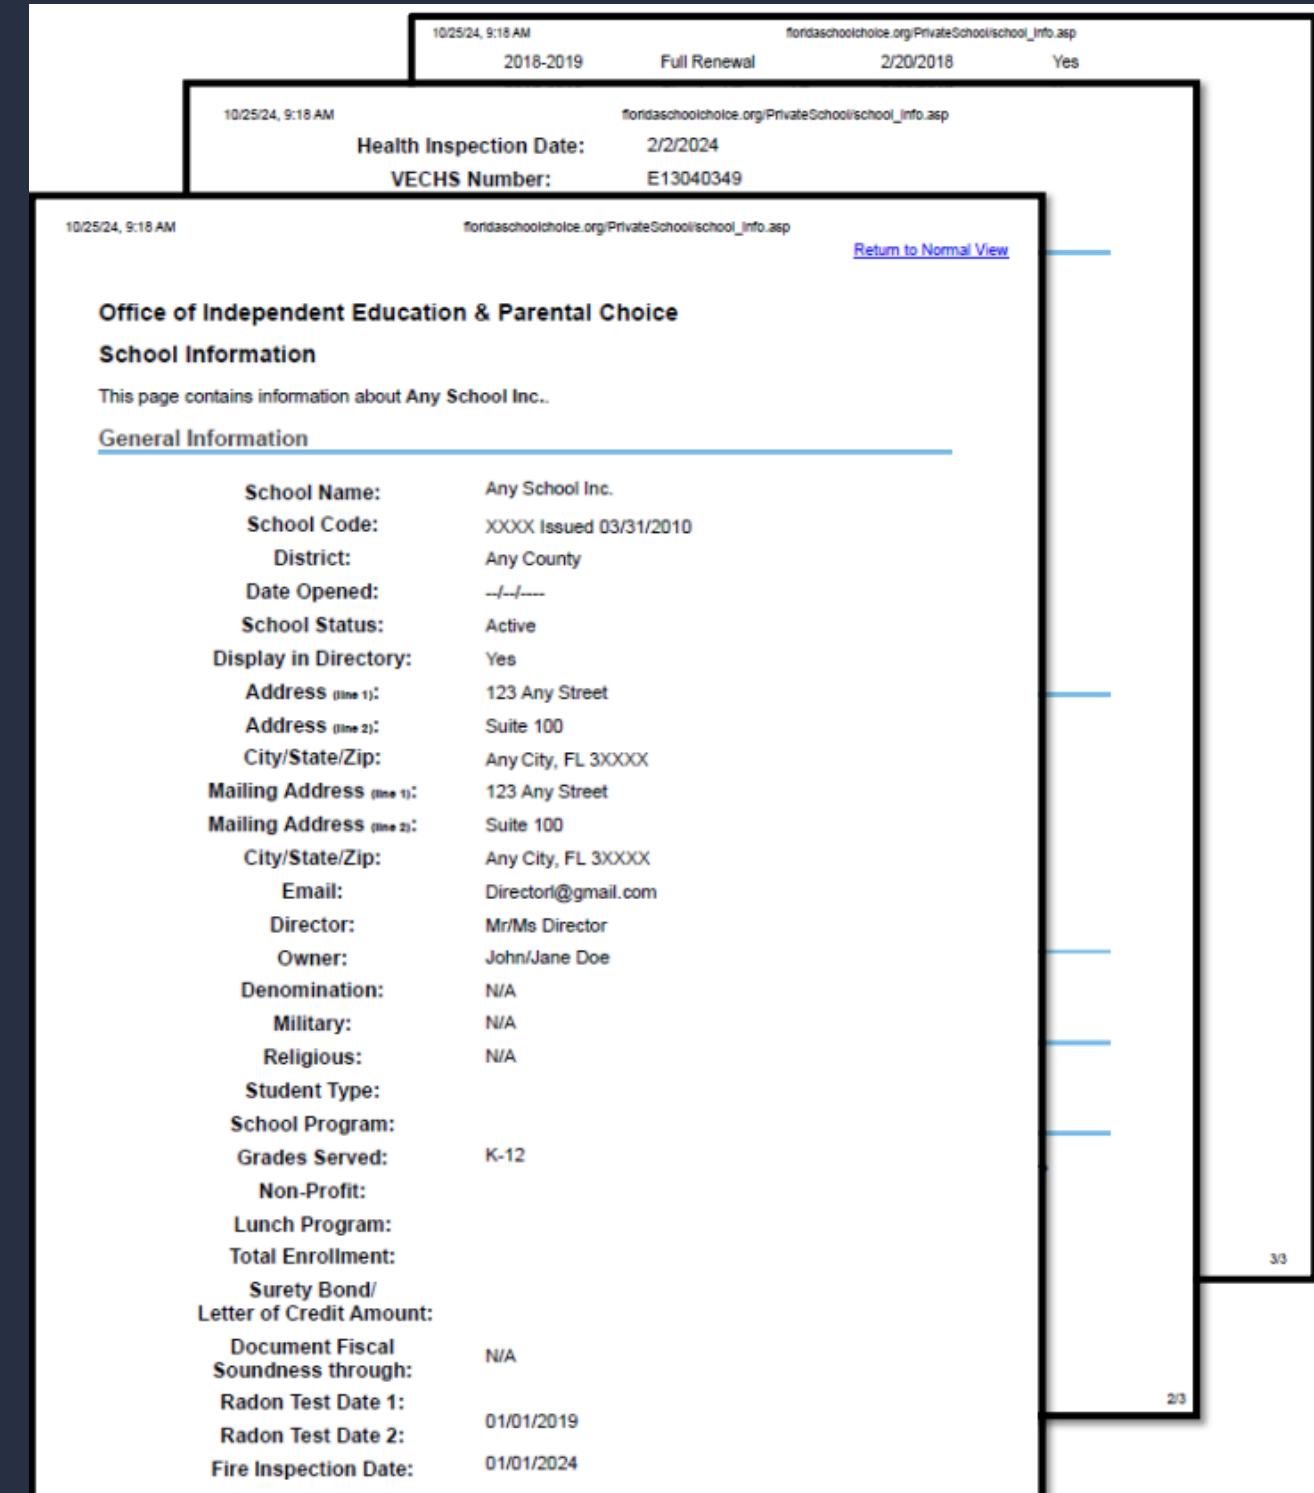 10/25/24, 9:18 AM floridaschoolchoice.org/PrivateSchool/school_info.asp
2018-2019 Full Renewal 2/20/2018 Yes
10/25/24, 9:18 AM floridaschoolchoice.org/PrivateSchool/school_info.asp
Health Inspection Date: 2/2/2024
VECHS Number: E13040349
10/25/24, 9:18 AM floridaschoolchoice.org/PrivateSchool/school_info.asp
Return to Normal View
Office of Independent Education & Parental Choice
School Information
This page contains information about Any School Inc..
General Information
School Name: Any School Inc.
School Code: XXXX Issued 03/31/2010
District: Any County
Date Opened: --/--/----
School Status: Active
Display in Directory: Yes
Address (line 1): 123 Any Street
Address (line 2): Suite 100
City/State/Zip: Any City, FL 3XXXX
Mailing Address (line 1): 123 Any Street
Mailing Address (line 2): Suite 100
City/State/Zip: Any City, FL 3XXXX
Email: Directorl@gmail.com
Director: Mr/Ms Director
Owner: John/Jane Doe
Denomination: N/A
Military: N/A
Religious: N/A
Student Type:
School Program:
Grades Served: K-12
Non-Profit:
Lunch Program:
Total Enrollment:
Surety Bond/
Letter of Credit Amount:
Document Fiscal
Soundness through: N/A
Radon Test Date 1:
01/01/2019
Radon Test Date 2:
Fire Inspection Date: 01/01/2024
3/3
2/3